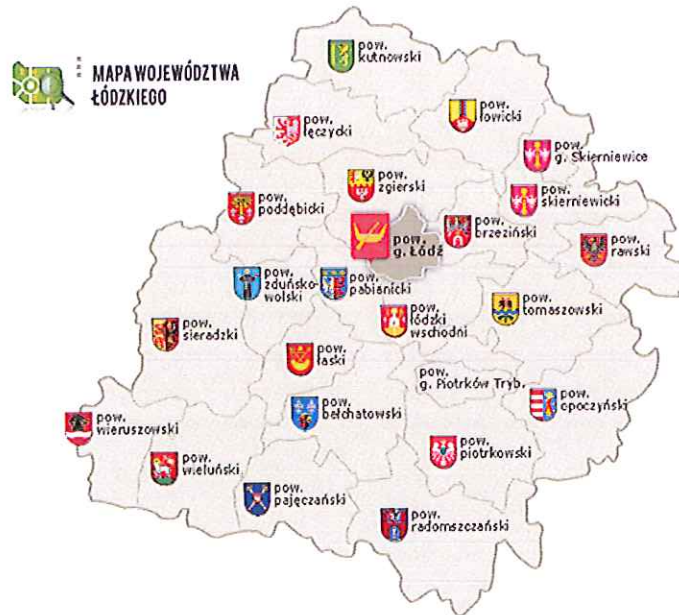 MAPA WOJEWÓDZTWA
ŁÓDZKIEGO
pow.
kutnowski
pow.
łowicki
pow.
łęczycki
pow.
g. Skierniewice
pow.
zgierski
pow.
skierniewicki
pow.
poddębicki
pow.
brzeziński
pow.
g. Łódź
pow.
rawski
pow.
zduńsko-
wolski
pow.
pabianicki
pow.
tomaszowski
pow.
łódzki
wschodni
pow.
sieradzki
pow.
łaski
pow.
g. Piotrków Tryb.
pow.
opoczyński
pow.
bełchatowski
pow.
wieruszowski
pow.
piotrkowski
pow.
wieluński
pow.
pajęczański
pow.
radomszczański